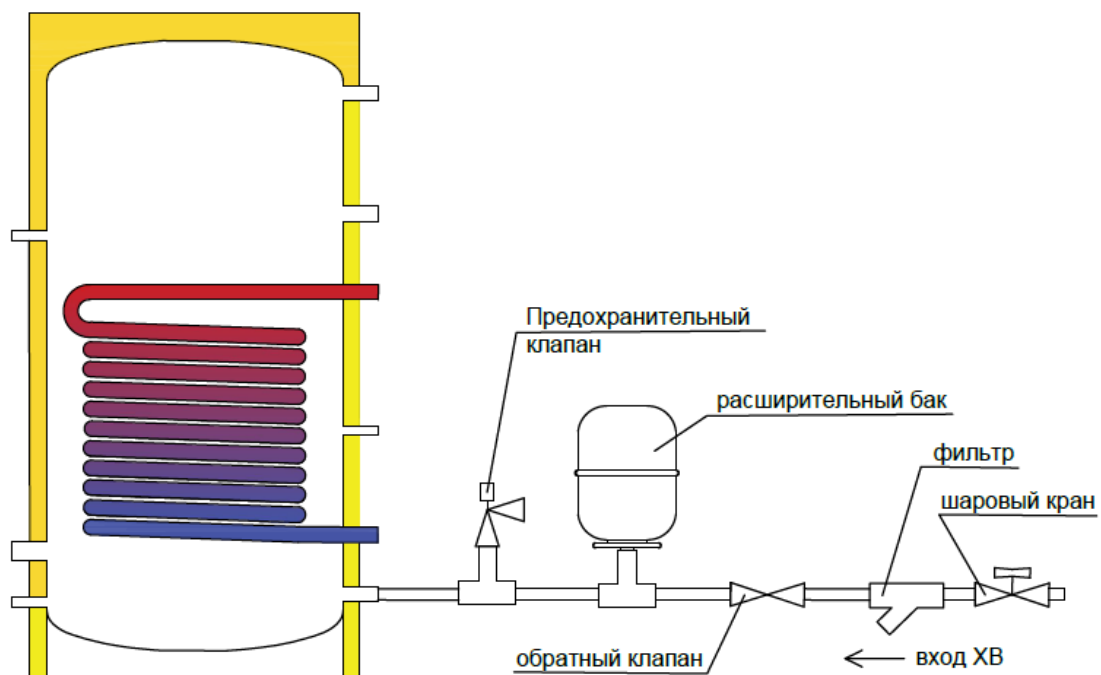 Предохранительный
клапан
расширительный бак
фильтр
шаровый кран
обратный клапан
вход ХВ